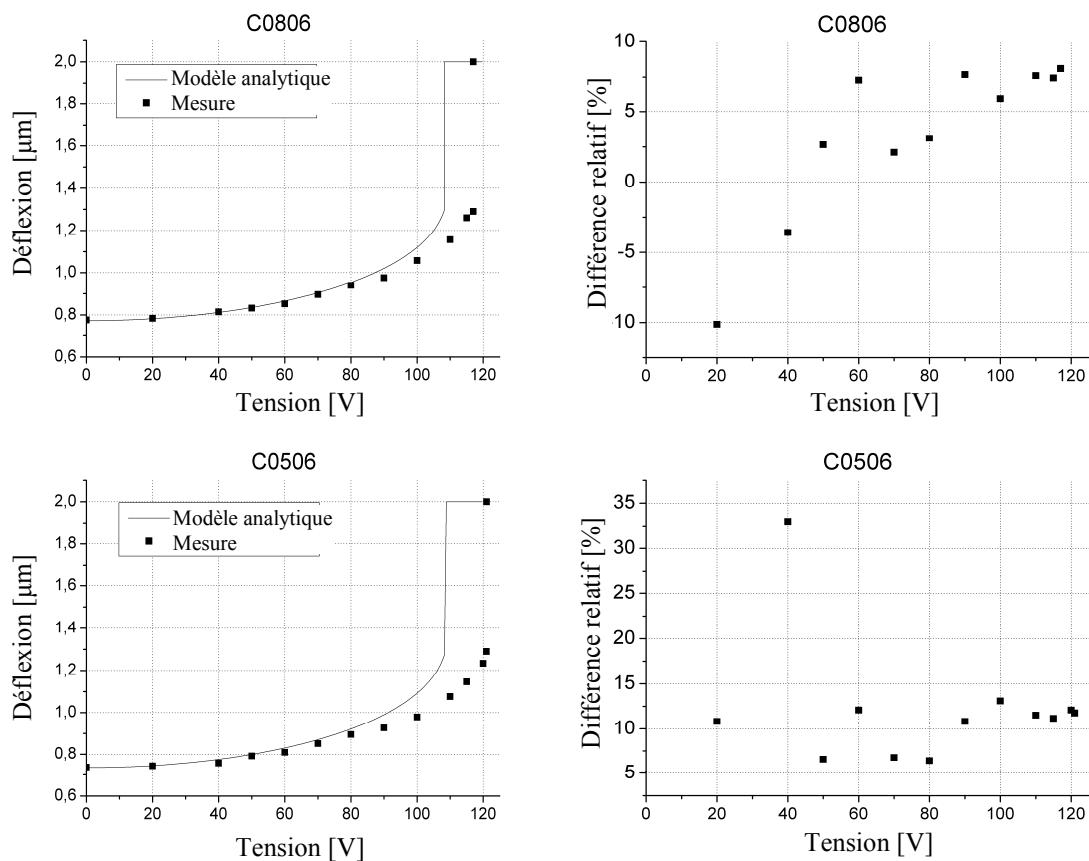 C0806
2,0
1,8
1,6
1,4
1,2
1,0
0,8
0,6
Déflexion [µm]
Modèle analytique
Mesure
0 20 40 60 80 100 120
Tension [V]
C0806
10
5
0
-5
-10
Différence relatif [%]
0 20 40 60 80 100 120
Tension [V]
C0506
2,0
1,8
1,6
1,4
1,2
1,0
0,8
0,6
Déflexion [µm]
Modèle analytique
Mesure
0 20 40 60 80 100 120
Tension [V]
C0506
35
30
25
20
15
10
5
Différence relatif [%]
0 20 40 60 80 100 120
Tension [V]